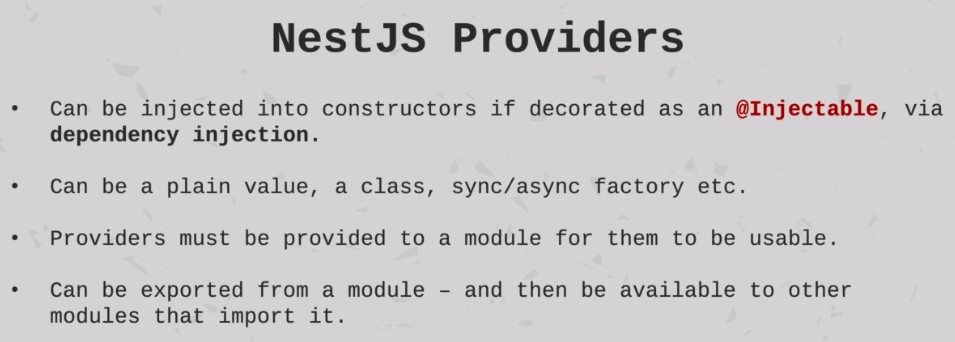 NestJS Providers
• Can be injected into constructors if decorated as an @Injectable, via
dependency injection.
• Can be a plain value, a class, sync/async factory etc.
• Providers must be provided to a module for them to be usable.
• Can be exported from a module – and then be available to other
modules that import it.